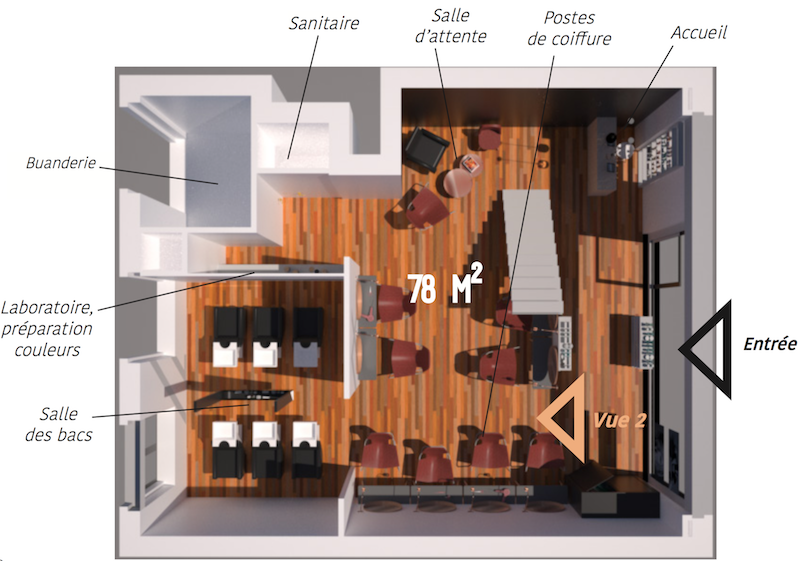 Sanitaire
Salle
d'attente
Postes
de coiffure
Accueil
Buanderie
78 M²
Laboratoire,
préparation
couleurs
Entrée
Salle
des bacs
Vue 2